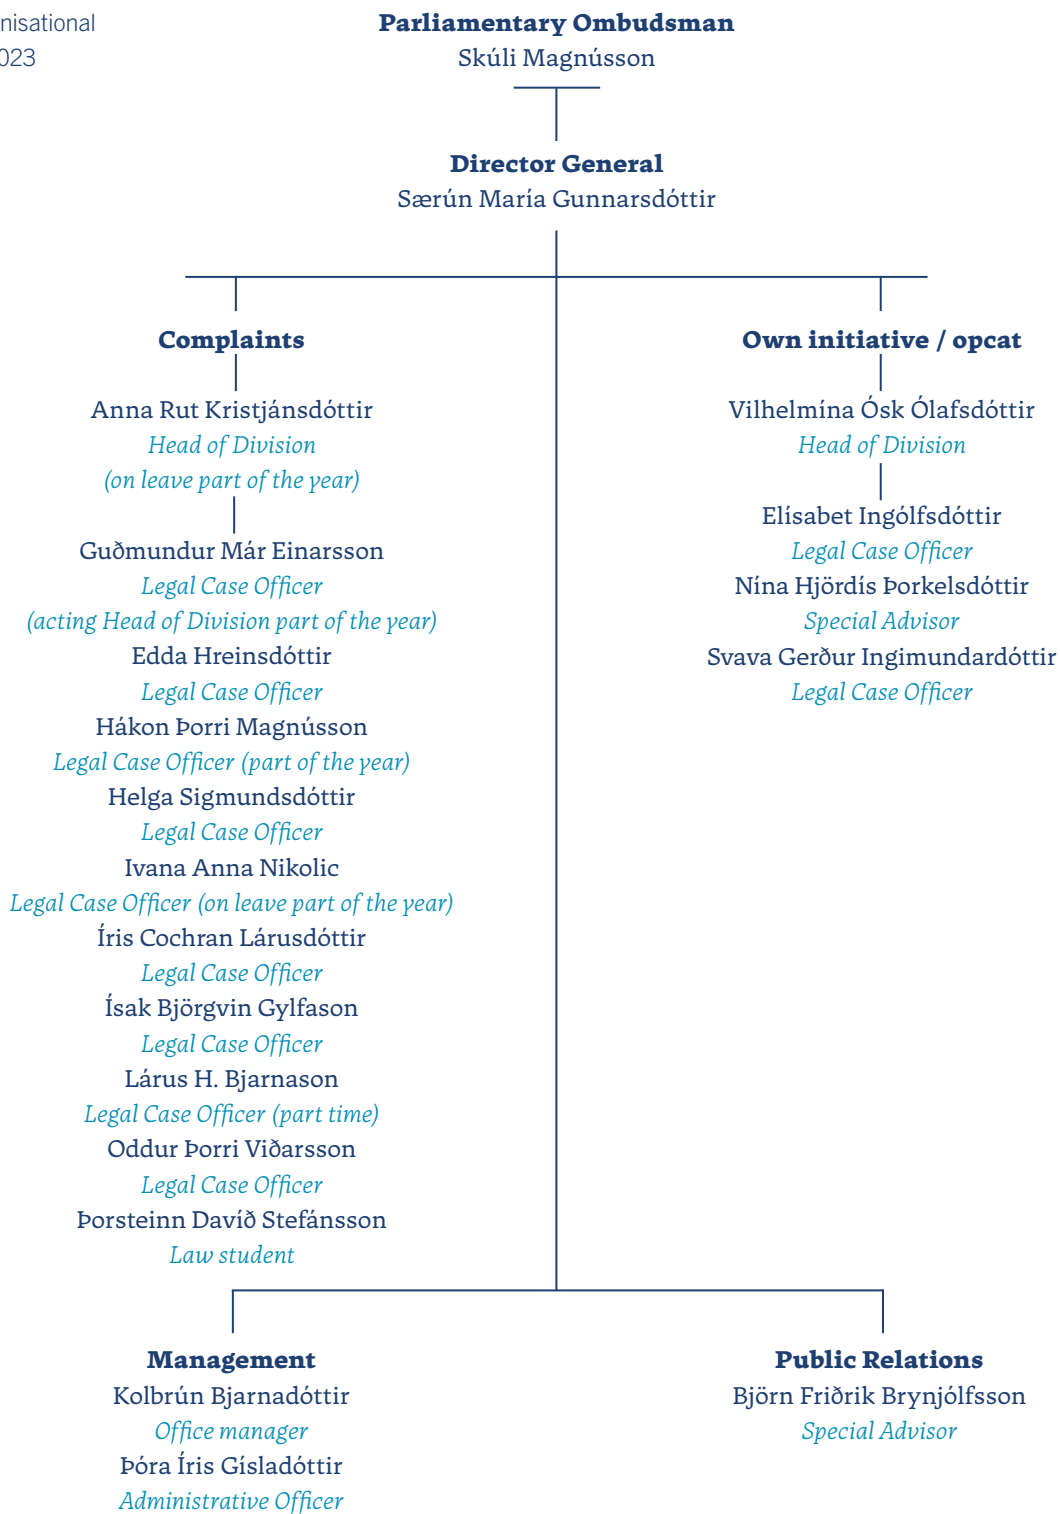 nisational
023
Parliamentary Ombudsman
Skúli Magnússon
Director General
Særún María Gunnarsdóttir
Complaints
Anna Rut Kristjánsdóttir
Head of Division
(on leave part of the year)
Guðmundur Már Einarsson
Legal Case Officer
(acting Head of Division part of the year)
Edda Hreinsdóttir
Legal Case Officer
Hákon Þorri Magnússon
Legal Case Officer (part of the year)
Helga Sigmundsdóttir
Legal Case Officer
Ivana Anna Nikolic
Legal Case Officer (on leave part of the year)
Íris Cochran Lárusdóttir
Legal Case Officer
Ísak Björgvin Gylfason
Legal Case Officer
Lárus H. Bjarnason
Legal Case Officer (part time)
Oddur Þorri Viðarsson
Legal Case Officer
Þorsteinn Davíð Stefánsson
Law student
Own initiative / opcat
Vilhelmína Ósk Ólafsdóttir
Head of Division
Elísabet Ingólfsdóttir
Legal Case Officer
Nína Hjördís Þorkelsdóttir
Special Advisor
Svava Gerður Ingimundardóttir
Legal Case Officer
Management
Kolbrún Bjarnadóttir
Office manager
Þóra Íris Gísladóttir
Administrative Officer
Public Relations
Björn Friðrik Brynjólfsson
Special Advisor